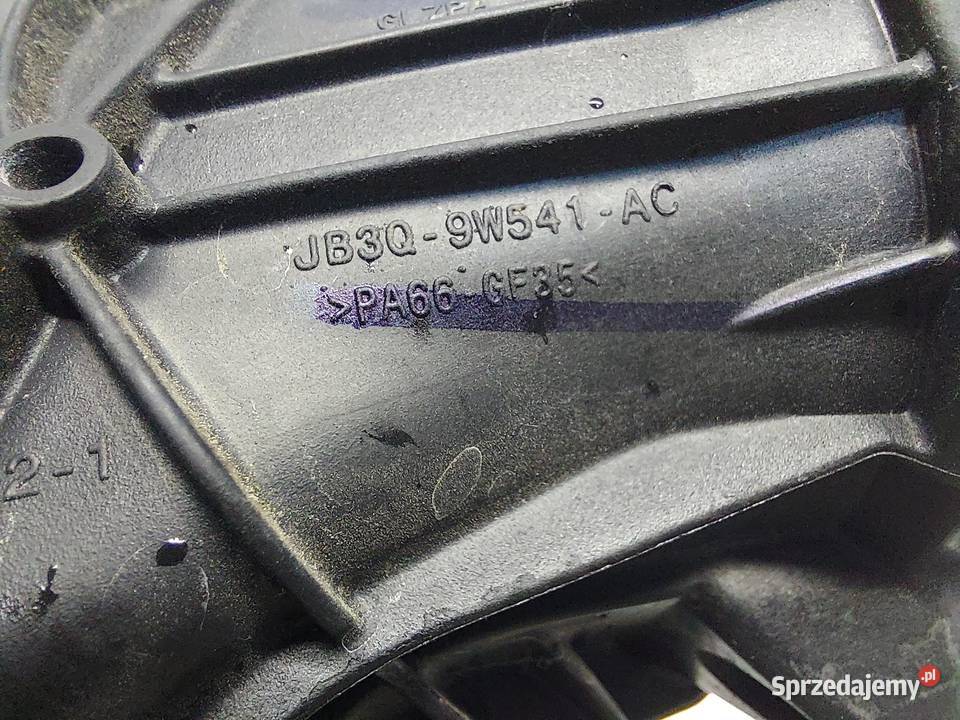 JB3Q-9W541-AC
>PA66 GF35<
2-1
Sprzedajemy.pl